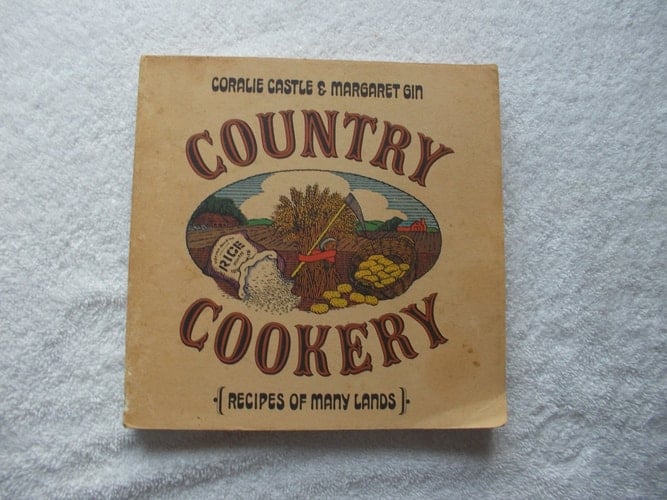 CORALIE CASTLE & MARGARET GIN
COUNTRY
RICE
COOKERY
[RECIPES OF MANY LANDS]